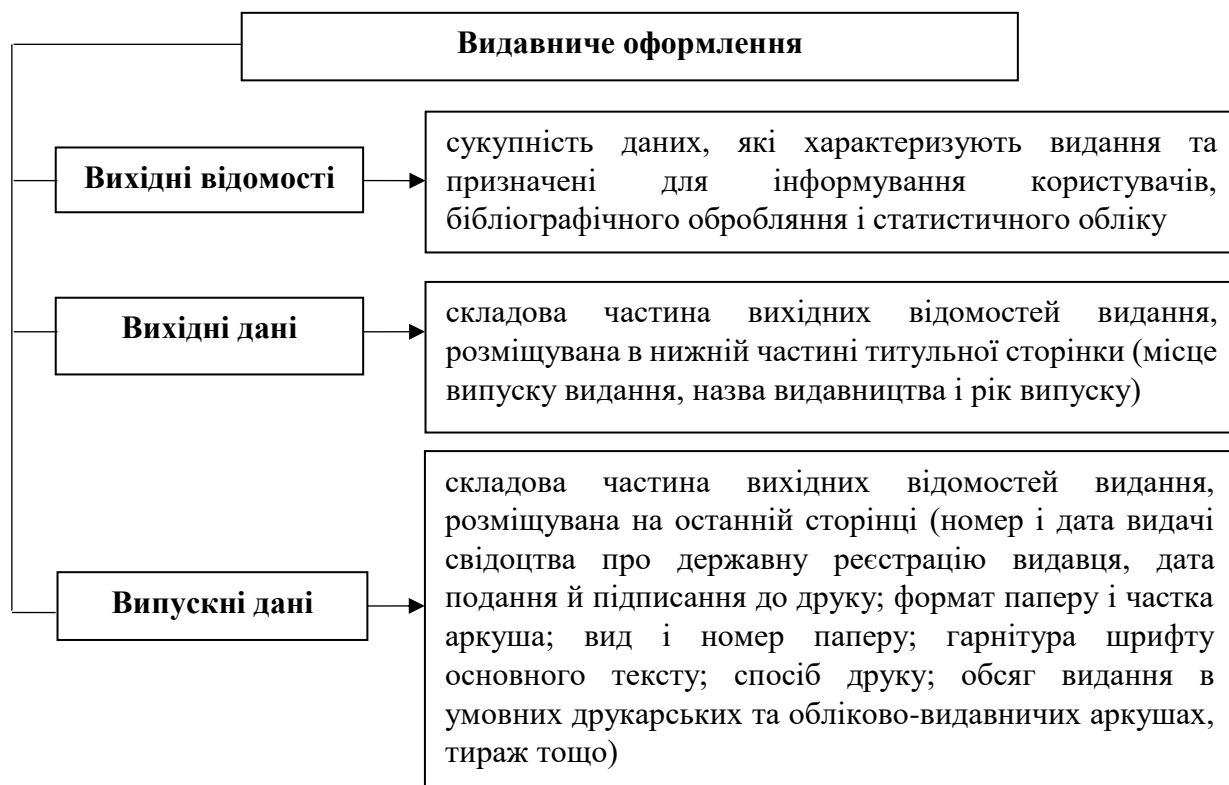 Видавниче оформлення
Вихідні відомості
сукупність даних, які характеризують видання та
призначені для інформування користувачів,
бібліографічного обробляння і статистичного обліку
Вихідні дані
складова частина вихідних відомостей видання,
розміщувана в нижній частині титульної сторінки (місце
випуску видання, назва видавництва і рік випуску)
Випускні дані
складова частина вихідних відомостей видання,
розміщувана на останній сторінці (номер і дата видачі
свідоцтва про державну реєстрацію видавця, дата
подання й підписання до друку; формат паперу і частка
аркуша; вид і номер паперу; гарнітура шрифту
основного тексту; спосіб друку; обсяг видання в
умовних друкарських та обліково-видавничих аркушах,
тираж тощо)